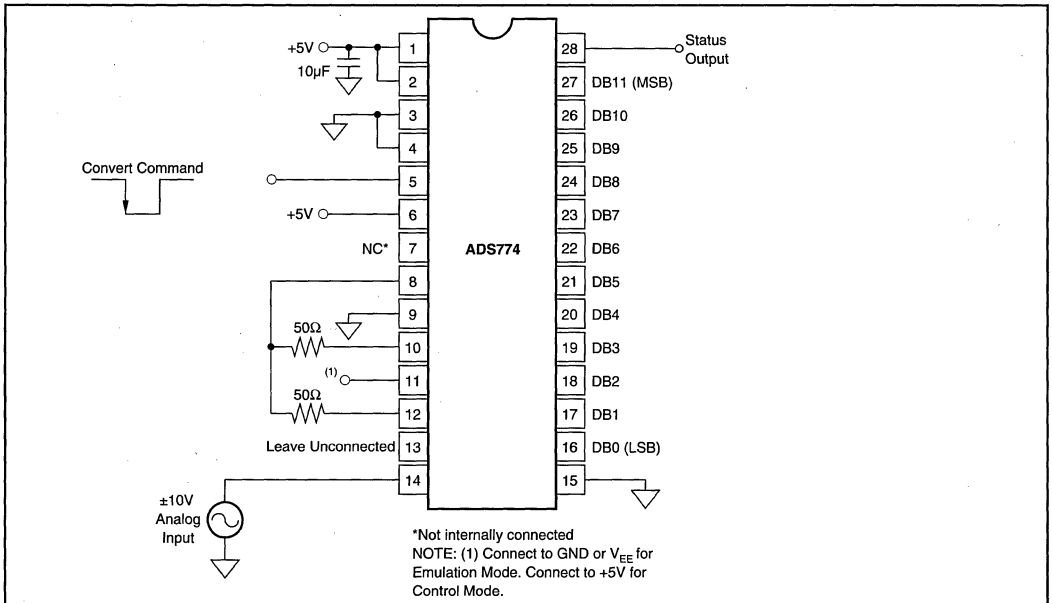 +5V
10µF
1
2
3
4
5
+5V
6
NC*
7
8
9
50Ω
10
(1)
11
50Ω
12
Leave Unconnected
13
14
Convert Command
±10V
Analog
Input
ADS774
28
Status
Output
27 DB11 (MSB)
26 DB10
25 DB9
24 DB8
23 DB7
22 DB6
21 DB5
20 DB4
19 DB3
18 DB2
17 DB1
16 DB0 (LSB)
15
*Not internally connected
NOTE: (1) Connect to GND or VEE for
Emulation Mode. Connect to +5V for
Control Mode.